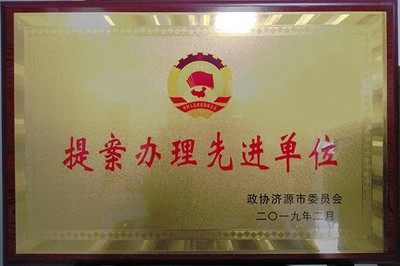 提案办理先进单位
政协济源市委员会
二〇一九年二月